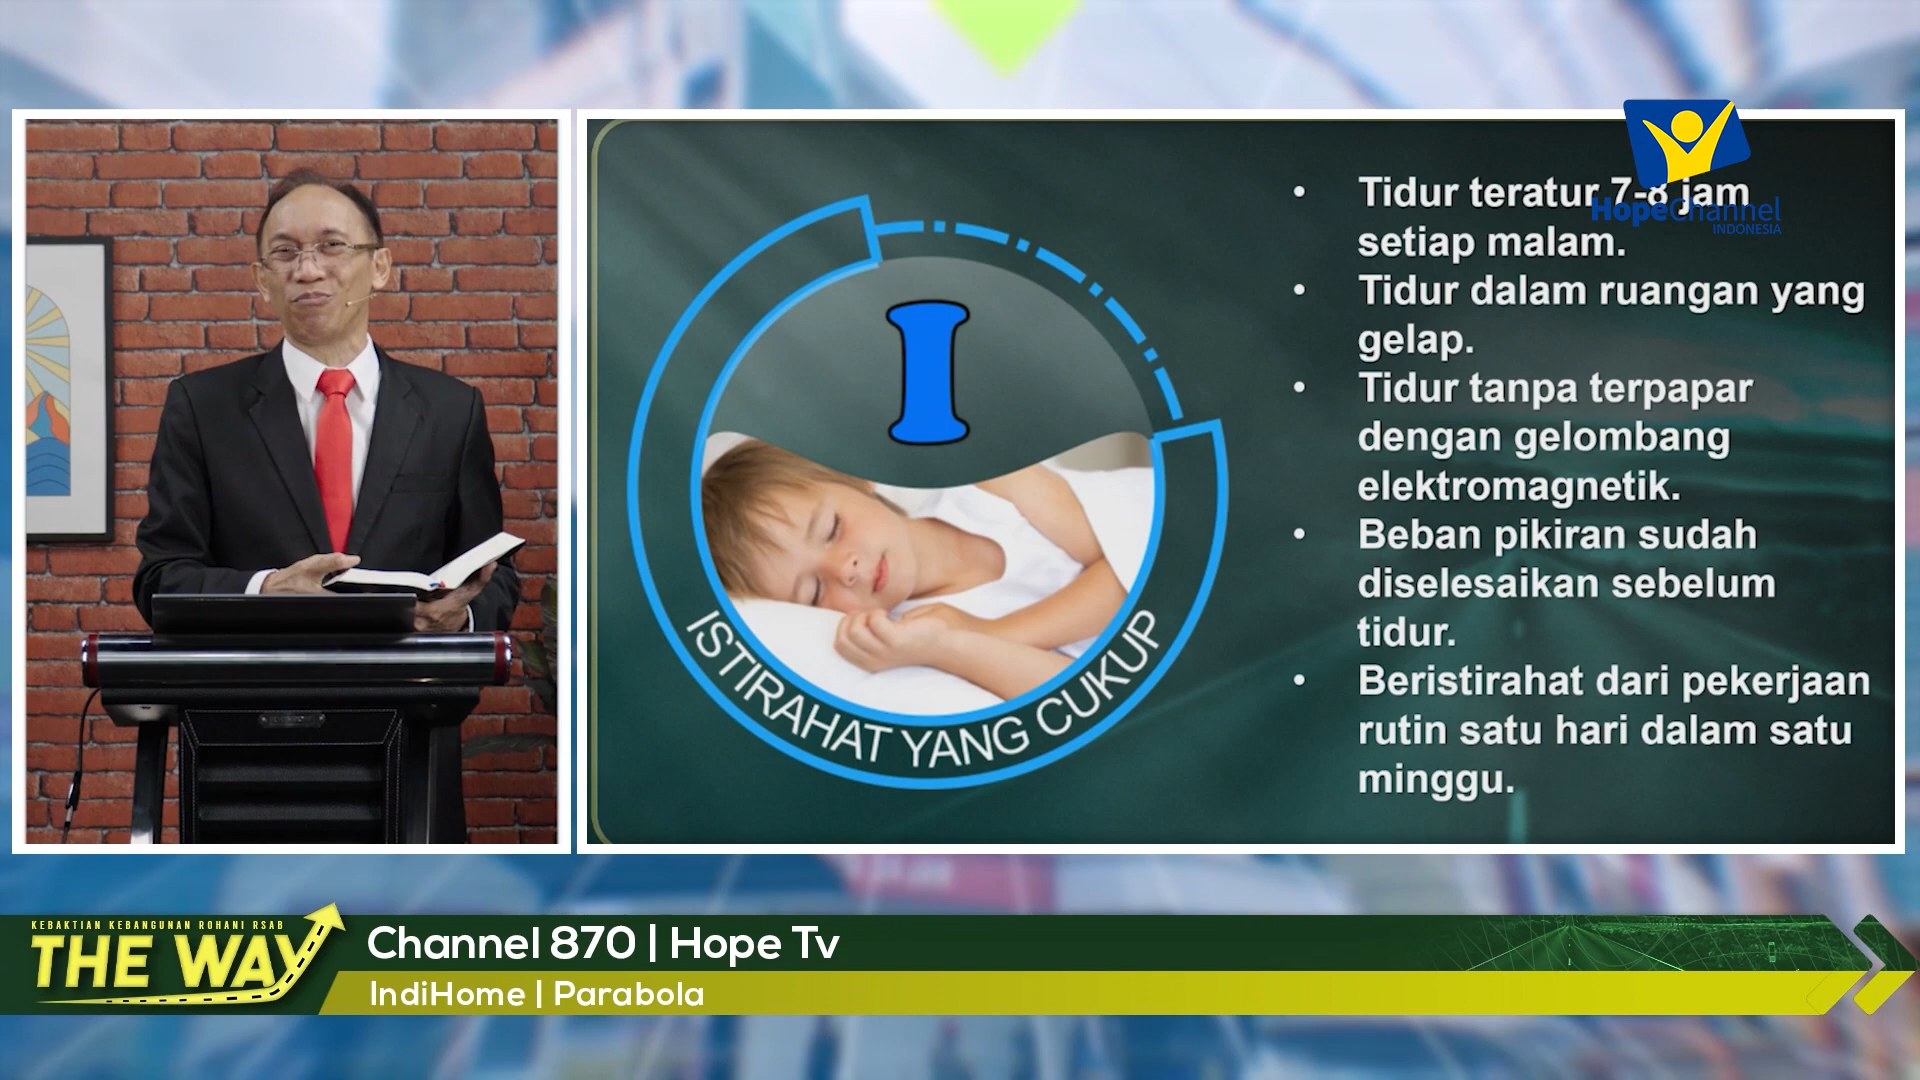 HopeChannel
INDONESIA
I
ISTIRAHAT YANG CUKUP
• Tidur teratur 7-8 jam
setiap malam.
• Tidur dalam ruangan yang
gelap.
• Tidur tanpa terpapar
dengan gelombang
elektromagnetik.
• Beban pikiran sudah
diselesaikan sebelum
tidur.
• Beristirahat dari pekerjaan
rutin satu hari dalam satu
minggu.
KEBAKTIAN KEBANGUNAN ROHANI RSAB
THE WAY
Channel 870 | Hope Tv
IndiHome | Parabola